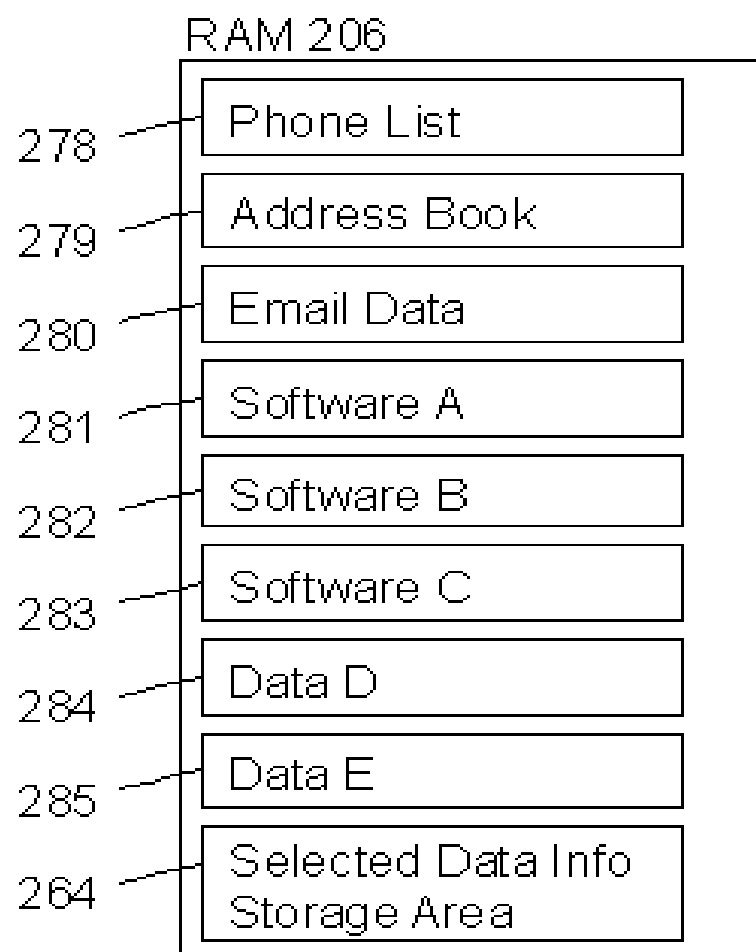 RAM 206
278 Phone List
279 Address Book
280 Email Data
281 Software A
282 Software B
283 Software C
284 Data D
285 Data E
264 Selected Data Info
Storage Area